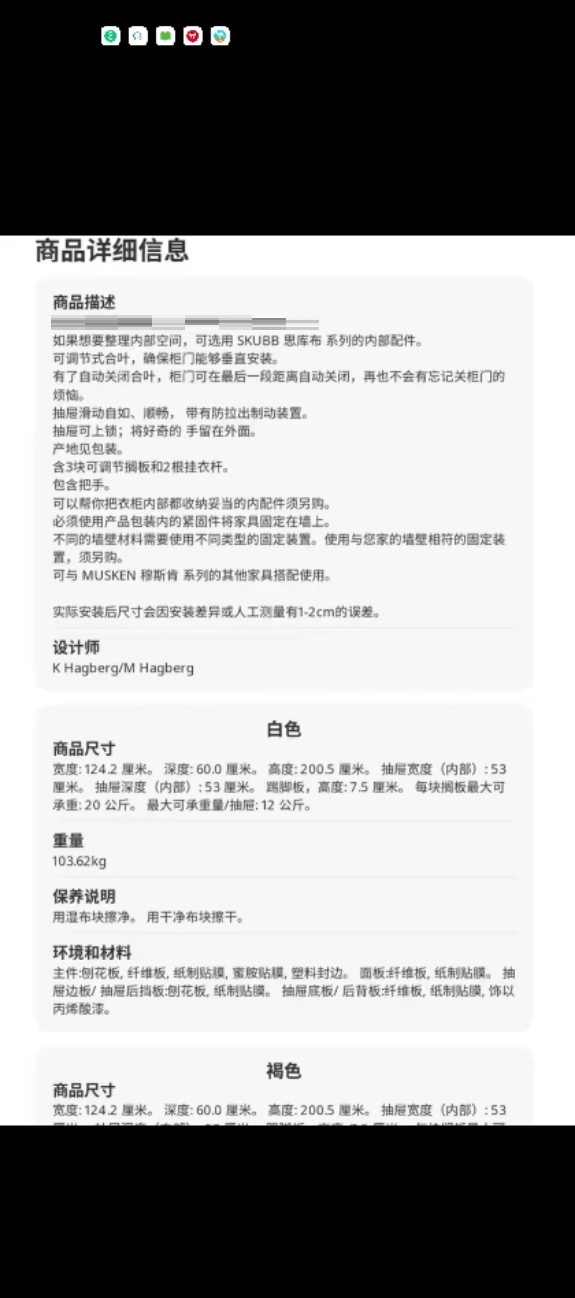 商品详细信息
商品描述
如果想要整理内部空间，可选用 SKUBB 思库布 系列的内部配件。
可调节式合叶，确保柜门能够垂直安装。
有了自动关闭合叶，柜门可在最后一段距离自动关闭，再也不会有忘记关柜门的
烦恼。
抽屉滑动自如、顺畅， 带有防拉出制动装置。
抽屉可上锁；将好奇的 手留在外面。
产地见包装。
含3块可调节搁板和2根挂衣杆。
包含把手。
可以帮你把衣柜内部都收纳妥当的内配件须另购。
必须使用产品包装内的紧固件将家具固定在墙上。
不同的墙壁材料需要使用不同类型的固定装置。使用与您家的墙壁相符的固定装
置，须另购。
可与 MUSKEN 穆斯肯 系列的其他家具搭配使用。
实际安装后尺寸会因安装差异或人工测量有1-2cm的误差。
设计师
K Hagberg/M Hagberg
白色
商品尺寸
宽度: 124.2 厘米。 深度: 60.0 厘米。 高度: 200.5 厘米。 抽屉宽度（内部）: 53
厘米。 抽屉深度（内部）: 53 厘米。 踢脚板，高度: 7.5 厘米。 每块搁板最大可
承重: 20 公斤。 最大可承重量/抽屉: 12 公斤。
重量
103.62kg
保养说明
用湿布块擦净。 用干净布块擦干。
环境和材料
主件:刨花板, 纤维板, 纸制贴膜, 蜜胺贴膜, 塑料封边。 面板:纤维板, 纸制贴膜。 抽
屉边板/ 抽屉后挡板:刨花板, 纸制贴膜。 抽屉底板/ 后背板:纤维板, 纸制贴膜, 饰以
丙烯酸漆。
褐色
商品尺寸
宽度: 124.2 厘米。 深度: 60.0 厘米。 高度: 200.5 厘米。 抽屉宽度（内部）: 53